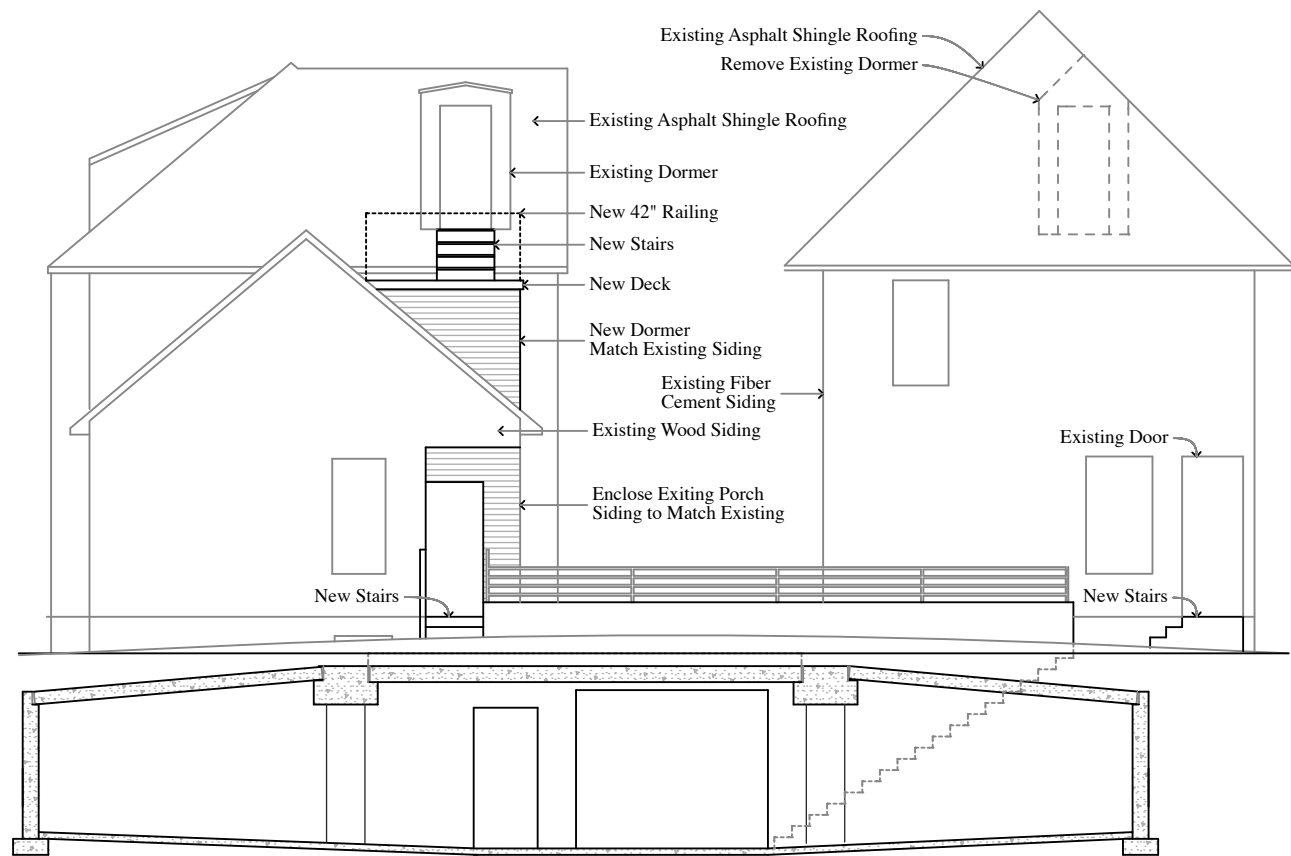 Existing Asphalt Shingle Roofing
Remove Existing Dormer
Existing Asphalt Shingle Roofing
Existing Dormer
New 42" Railing
New Stairs
New Deck
New Dormer
Match Existing Siding
Existing Fiber
Cement Siding
Existing Wood Siding
Existing Door
Enclose Exiting Porch
Siding to Match Existing
New Stairs
New Stairs